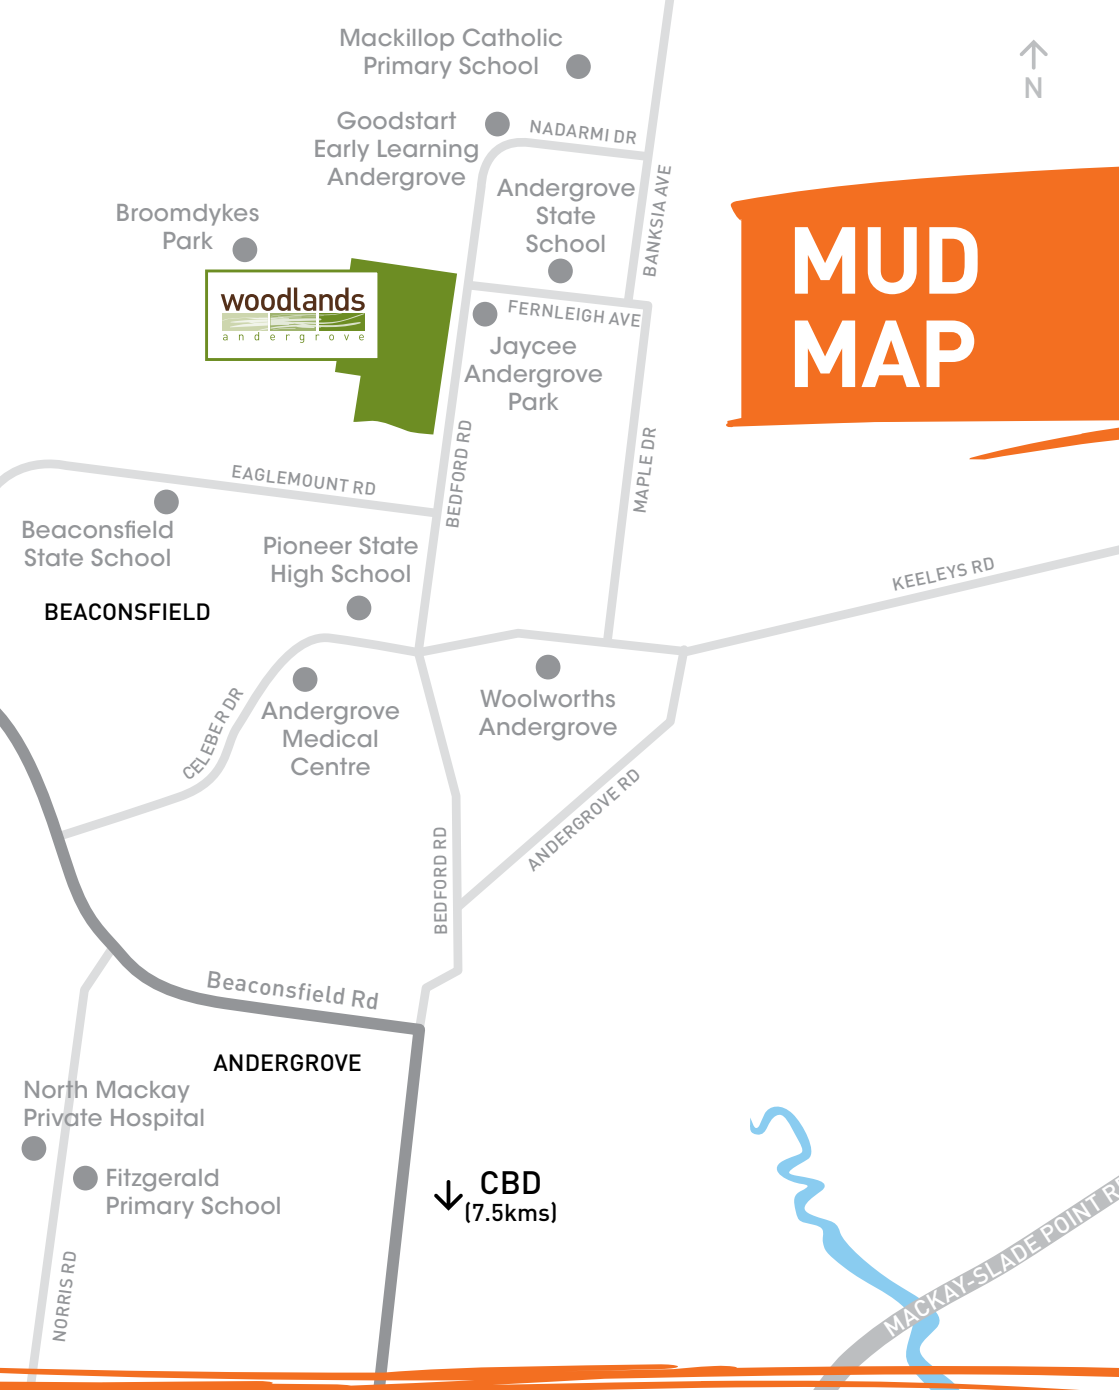 Mackillop Catholic
Primary School
N
Goodstart
Early Learning
Andergrove
NADARMI DR
Andergrove
State
School
BANKSIA AVE
Broomdykes
Park
MUD
MAP
woodlands
andergrove
FERNLEIGH AVE
Jaycee
Andergrove
Park
BEDFORD RD
MAPLE DR
EAGLEMOUNT RD
Beaconsfield
State School
Pioneer State
High School
KEELEYS RD
BEACONSFIELD
CELEBER DR
Andergrove
Medical
Centre
Woolworths
Andergrove
ANDERGROVE RD
BEDFORD RD
Beaconsfield Rd
ANDERGROVE
North Mackay
Private Hospital
Fitzgerald
Primary School
CBD
(7.5kms)
NORRIS RD
MACKAY-SLADE POINT R